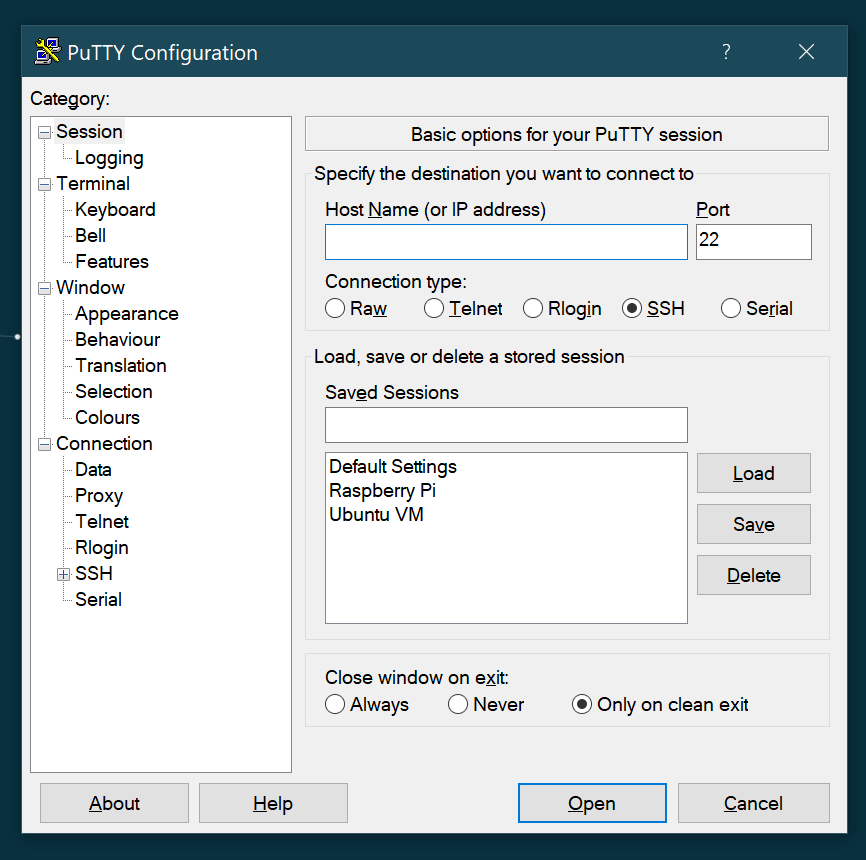 PuTTY Configuration
?
Category:
Session
Logging
Terminal
Keyboard
Bell
Features
Window
Appearance
Behaviour
Translation
Selection
Colours
Connection
Data
Proxy
Telnet
Rlogin
SSH
Serial
Basic options for your PuTTY session
Specify the destination you want to connect to
Host Name (or IP address) Port
22
Connection type:
Raw Telnet Rlogin SSH Serial
Load, save or delete a stored session
Saved Sessions
Default Settings
Raspberry Pi
Ubuntu VM
Load
Save
Delete
Close window on exit:
Always Never Only on clean exit
About Help Open Cancel